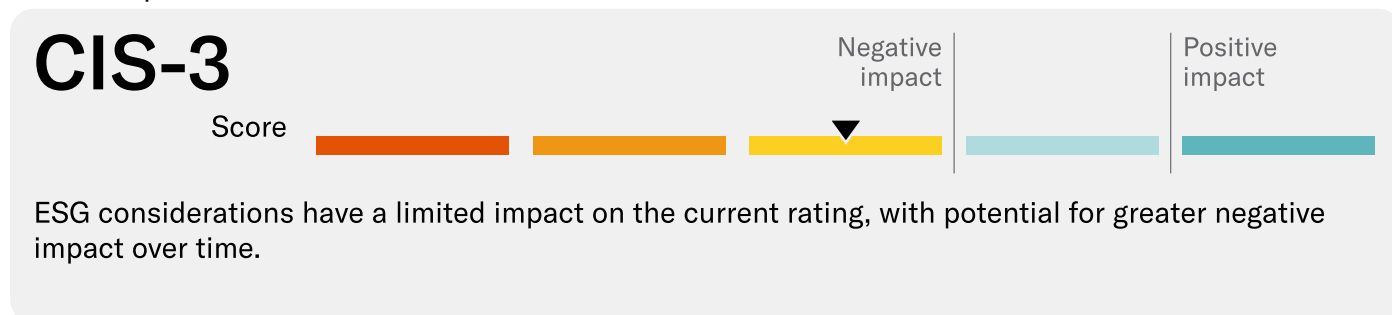 CIS-3
Negative
impact
Positive
impact
Score
ESG considerations have a limited impact on the current rating, with potential for greater negative
impact over time.